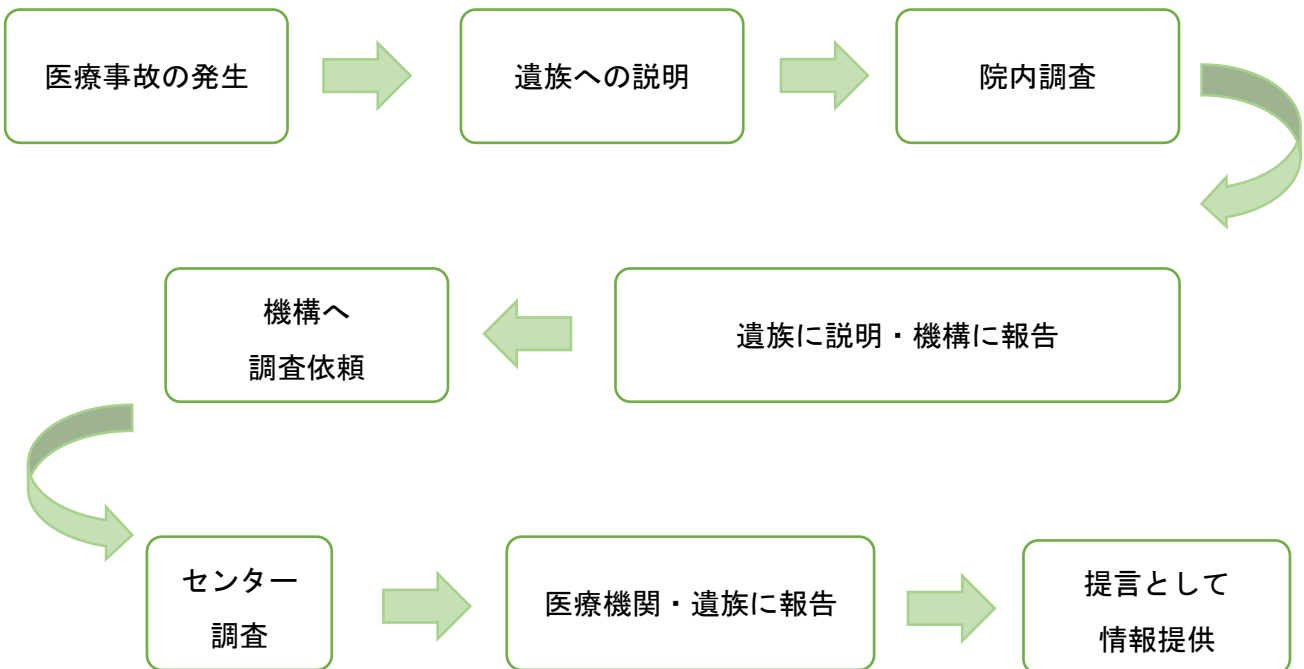 医療事故の発生
遺族への説明
院内調査
遺族に説明・機構に報告
機構へ
調査依頼
センター
調査
医療機関・遺族に報告
提言として
情報提供